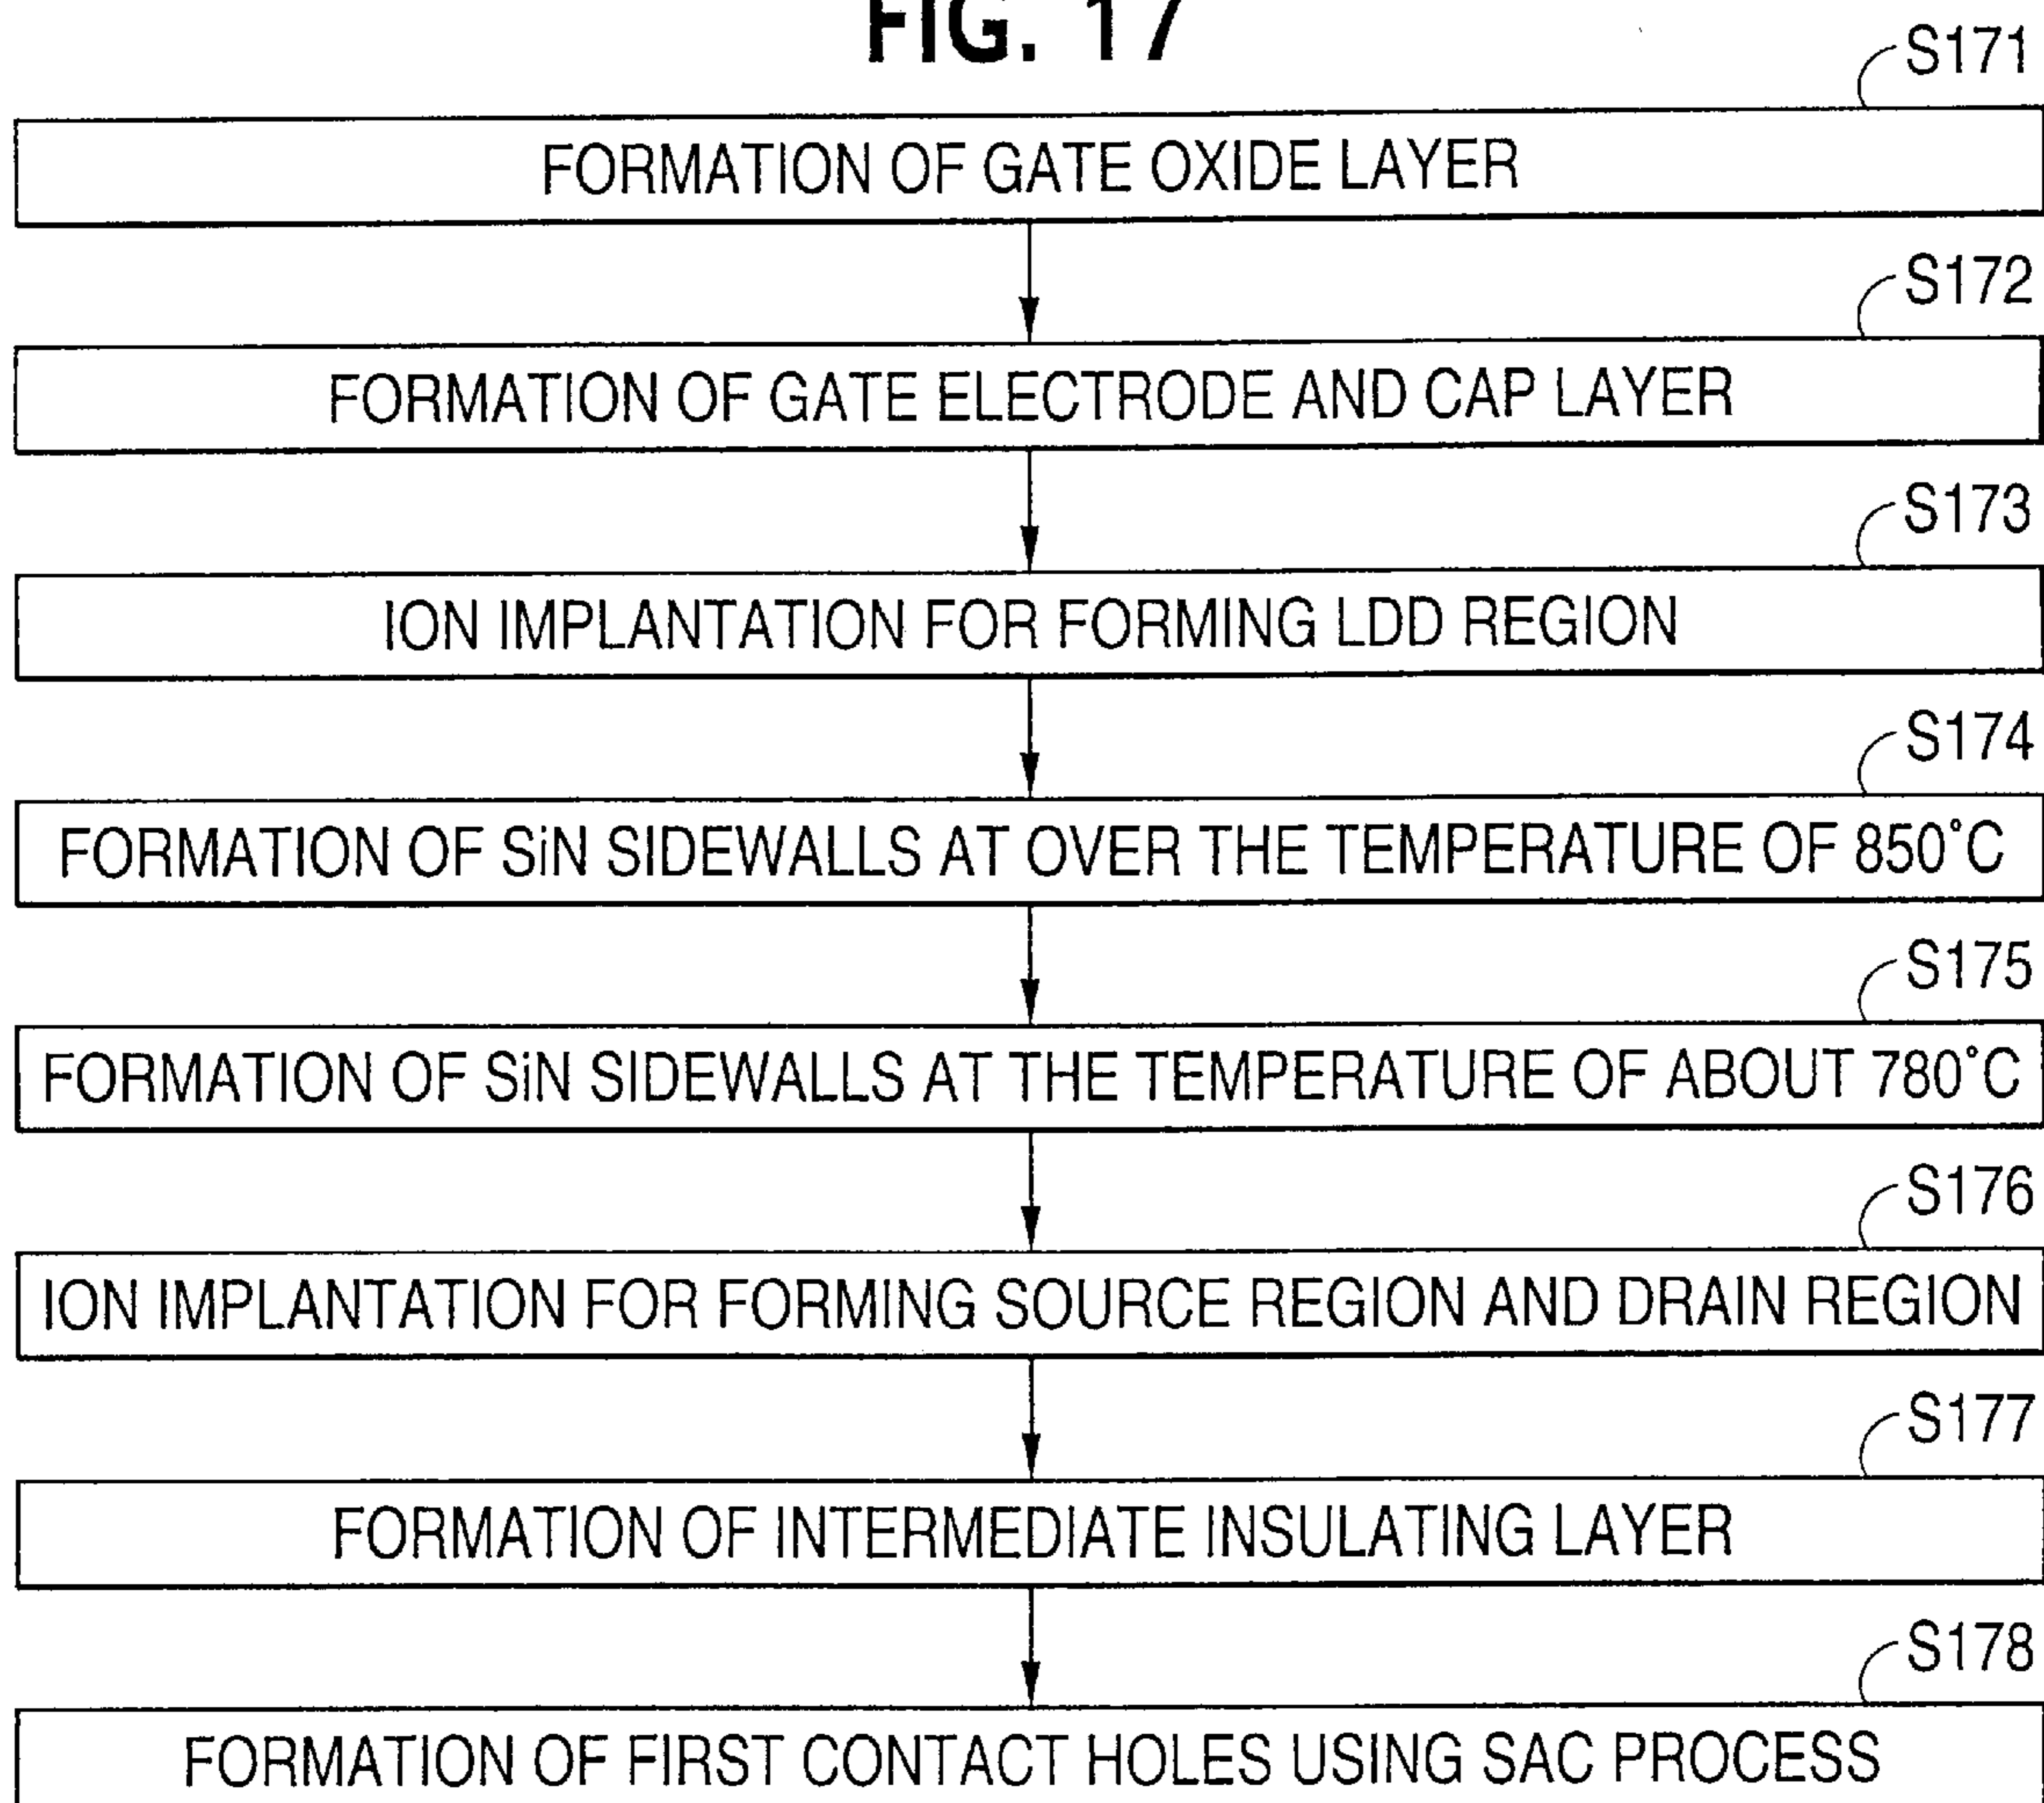 FIG. 17
S171
FORMATION OF GATE OXIDE LAYER
S172
FORMATION OF GATE ELECTRODE AND CAP LAYER
S173
ION IMPLANTATION FOR FORMING LDD REGION
S174
FORMATION OF SiN SIDEWALLS AT OVER THE TEMPERATURE OF 850°C
S175
FORMATION OF SiN SIDEWALLS AT THE TEMPERATURE OF ABOUT 780°C
S176
ION IMPLANTATION FOR FORMING SOURCE REGION AND DRAIN REGION
S177
FORMATION OF INTERMEDIATE INSULATING LAYER
S178
FORMATION OF FIRST CONTACT HOLES USING SAC PROCESS